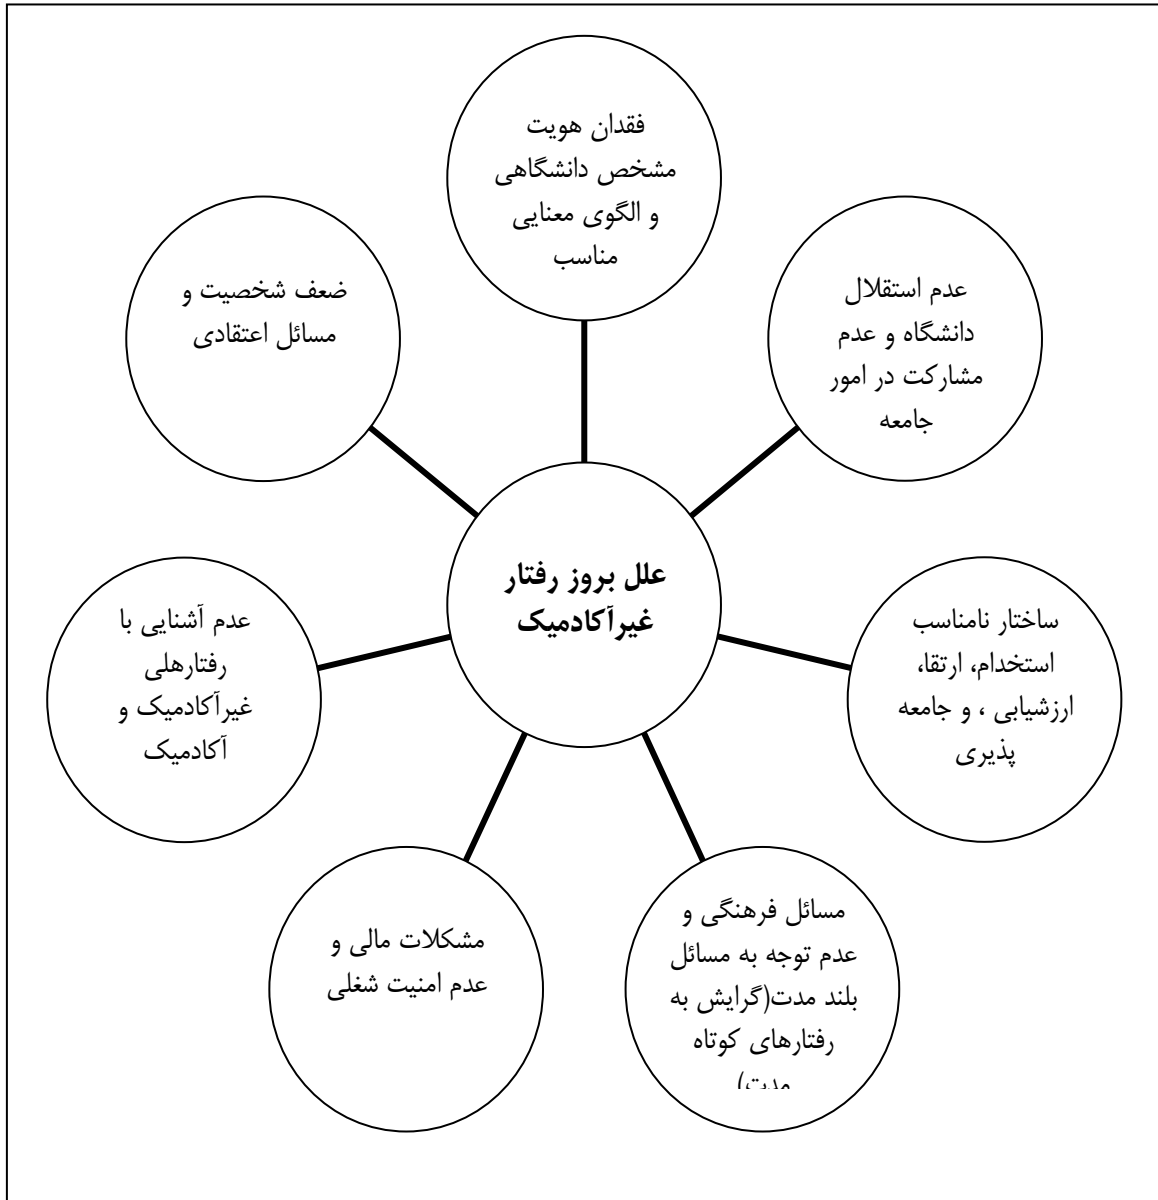 فقدان هویت
مشخص دانشگاهی
و الگوی معنایی
مناسب
عدم استقلال
دانشگاه و عدم
مشارکت در امور
جامعه
ساختار نامناسب
استخدام، ارتقا،
ارزشیابی ، و جامعه
پذیری
مسائل فرهنگی و
عدم توجه به مسائل
بلند مدت(گرایش به
رفتارهای کوتاه
مدت)
مشکلات مالی و
عدم امنیت شغلی
عدم آشنایی با
رفتارهلی
غیرآکادمیک و
آکادمیک
ضعف شخصیت و
مسائل اعتقادی
علل بروز رفتار
غیرآکادمیک